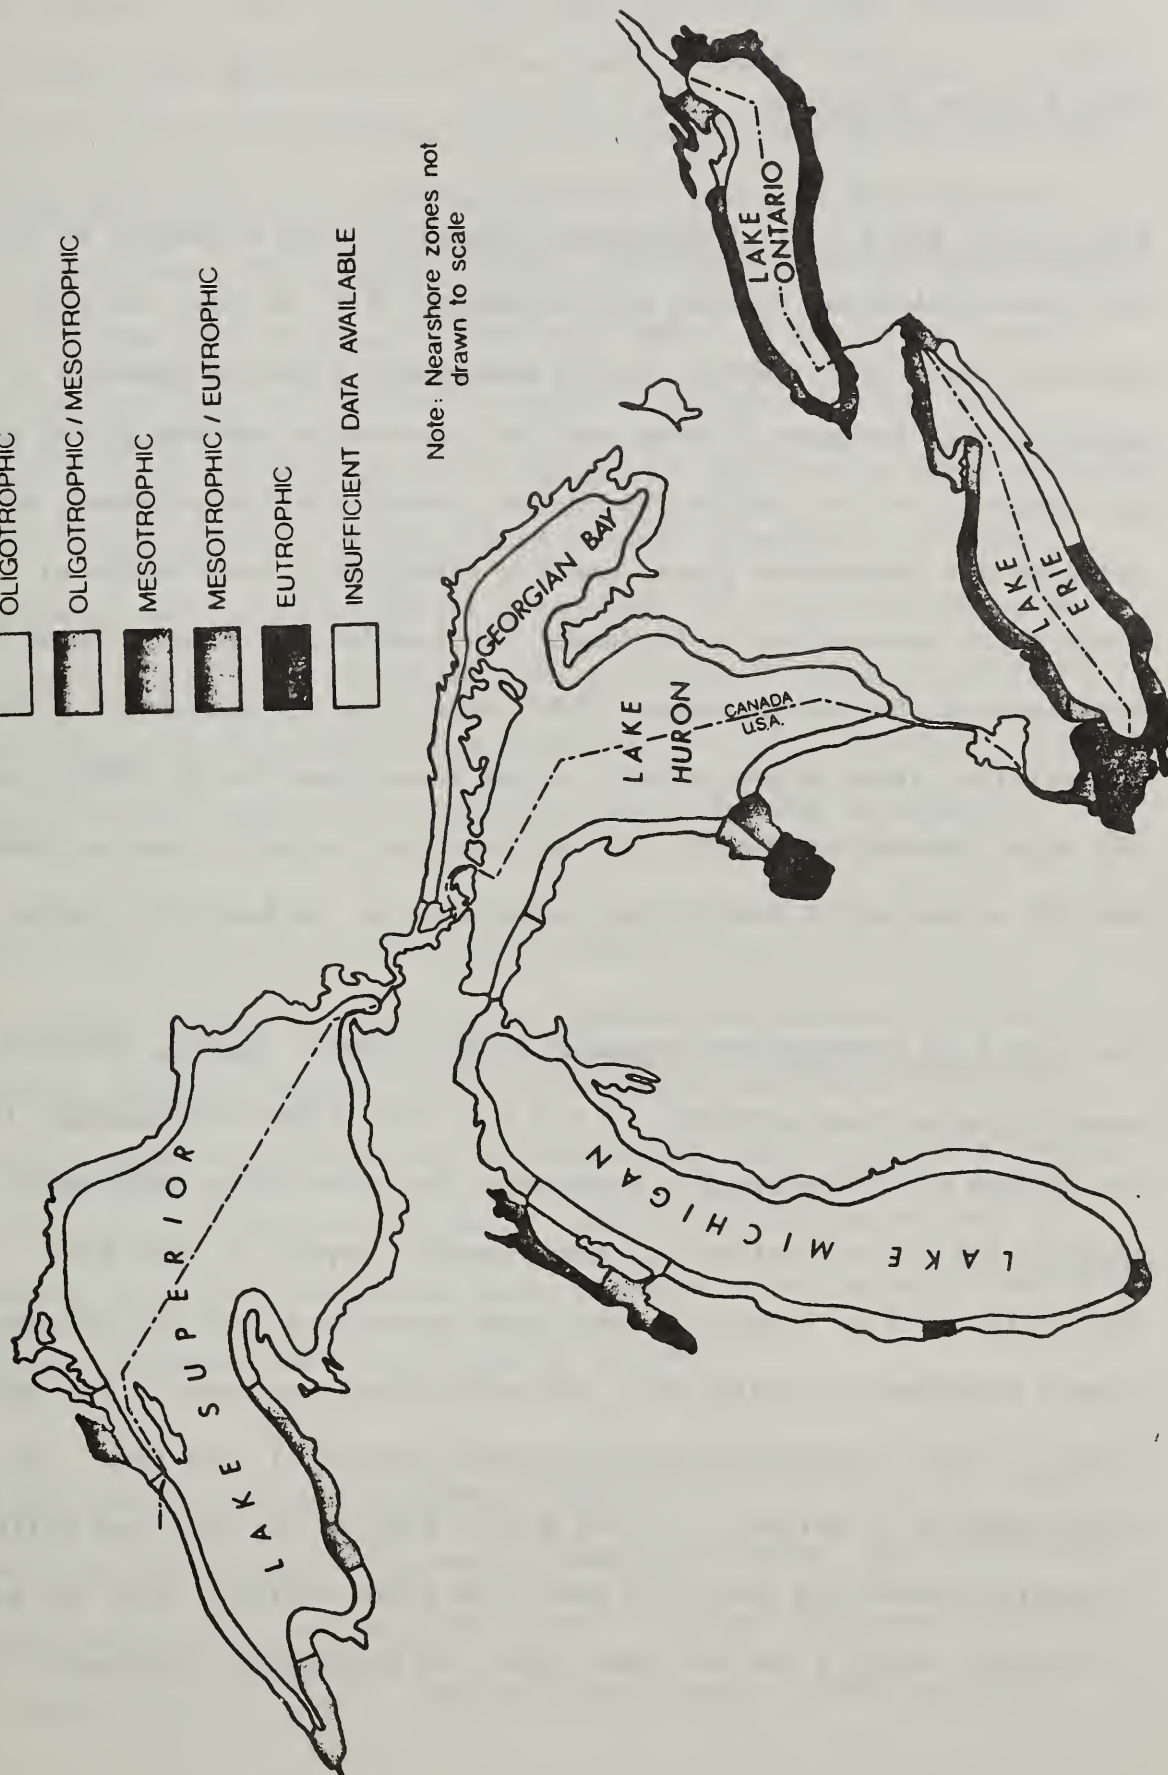 OLIGOTROPHIC
OLIGOTROPHIC / MESOTROPHIC
MESOTROPHIC
MESOTROPHIC / EUTROPHIC
EUTROPHIC
INSUFFICIENT DATA AVAILABLE
Note: Nearshore zones not
drawn to scale
LAKE SUPERIOR
LAKE MICHIGAN
GEORGIAN BAY
LAKE
HURON
CANADA
U.S.A.
LAKE
ERIE
LAKE
ONTARIO